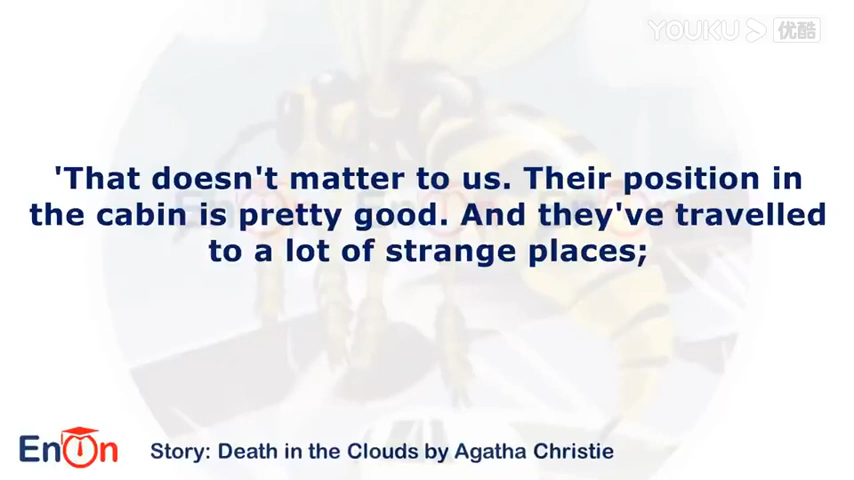 YOUKU 优酷
'That doesn't matter to us. Their position in
the cabin is pretty good. And they've travelled
to a lot of strange places;
EnOn
Story: Death in the Clouds by Agatha Christie